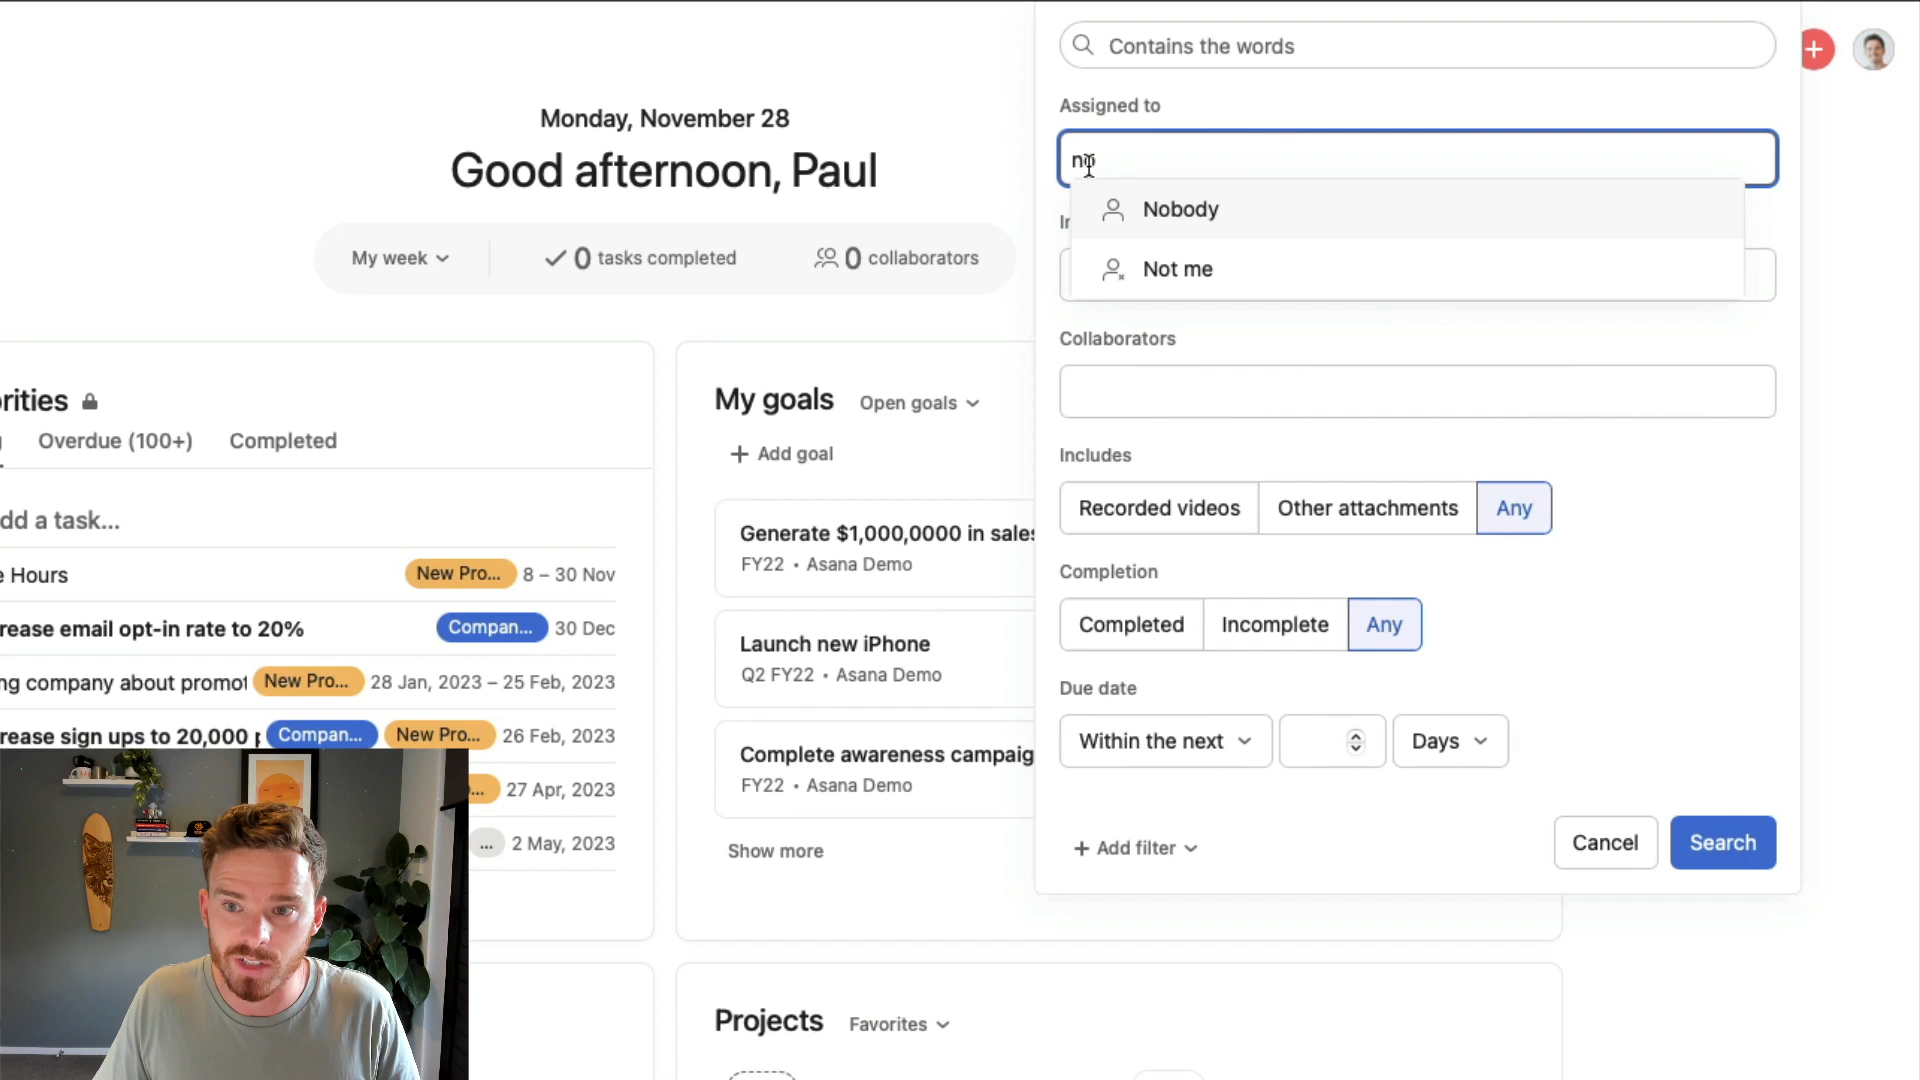 Monday, November 28
Good afternoon, Paul
My week
0 tasks completed
0 collaborators
rities
Overdue (100+)
Completed
dd a task...
e Hours
New Pro...
8 – 30 Nov
rease email opt-in rate to 20%
Compan...
30 Dec
ng company about promot
New Pro...
28 Jan, 2023 – 25 Feb, 2023
rease sign ups to 20,000
Compan...
New Pro...
26 Feb, 2023
...
27 Apr, 2023
...
2 May, 2023
My goals
Open goals
+ Add goal
Generate $1,000,0000 in sales
FY22 • Asana Demo
Launch new iPhone
Q2 FY22 • Asana Demo
Complete awareness campaig
FY22 • Asana Demo
Show more
Projects
Favorites
Contains the words
Assigned to
no
Nobody
Not me
Collaborators
Includes
Recorded videos
Other attachments
Any
Completion
Completed
Incomplete
Any
Due date
Within the next
Days
+ Add filter
Cancel
Search